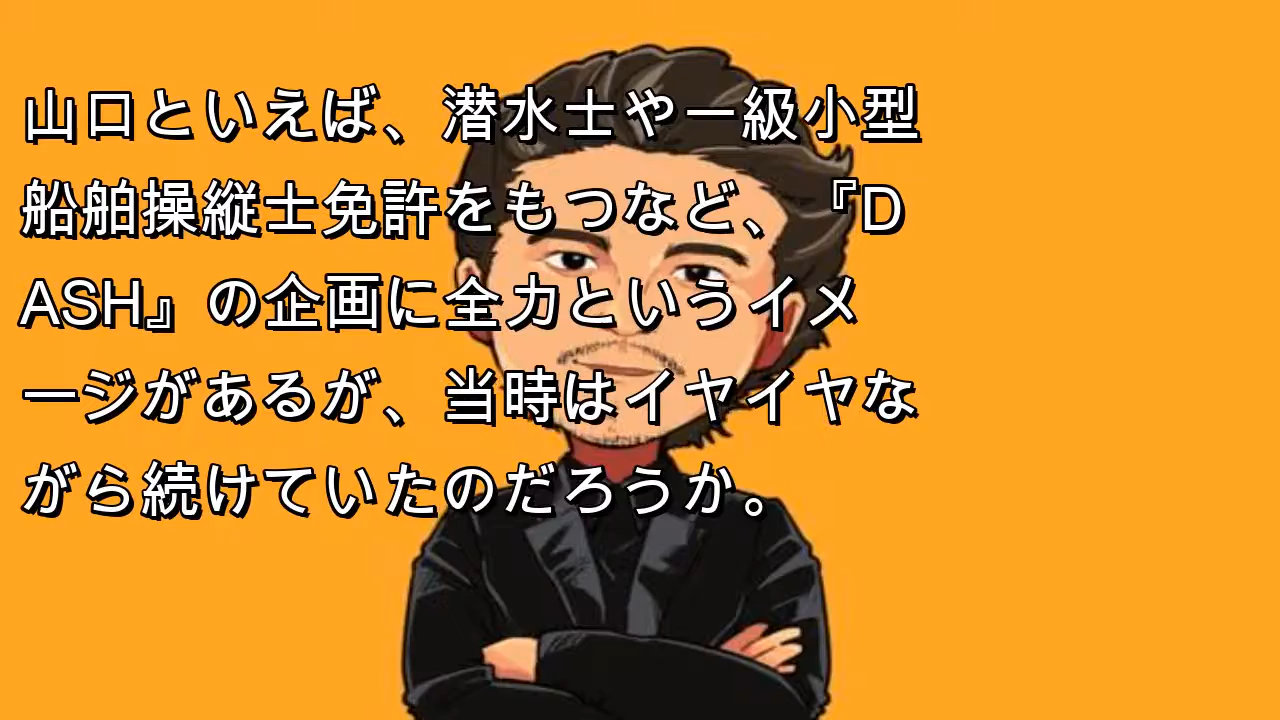 山口といえば、潜水士や一級小型
船舶操縦士免許をもつなど、『D
ASH』の企画に全力というイメ
ージがあるが、当時はイヤイヤな
がら続けていたのだろうか。